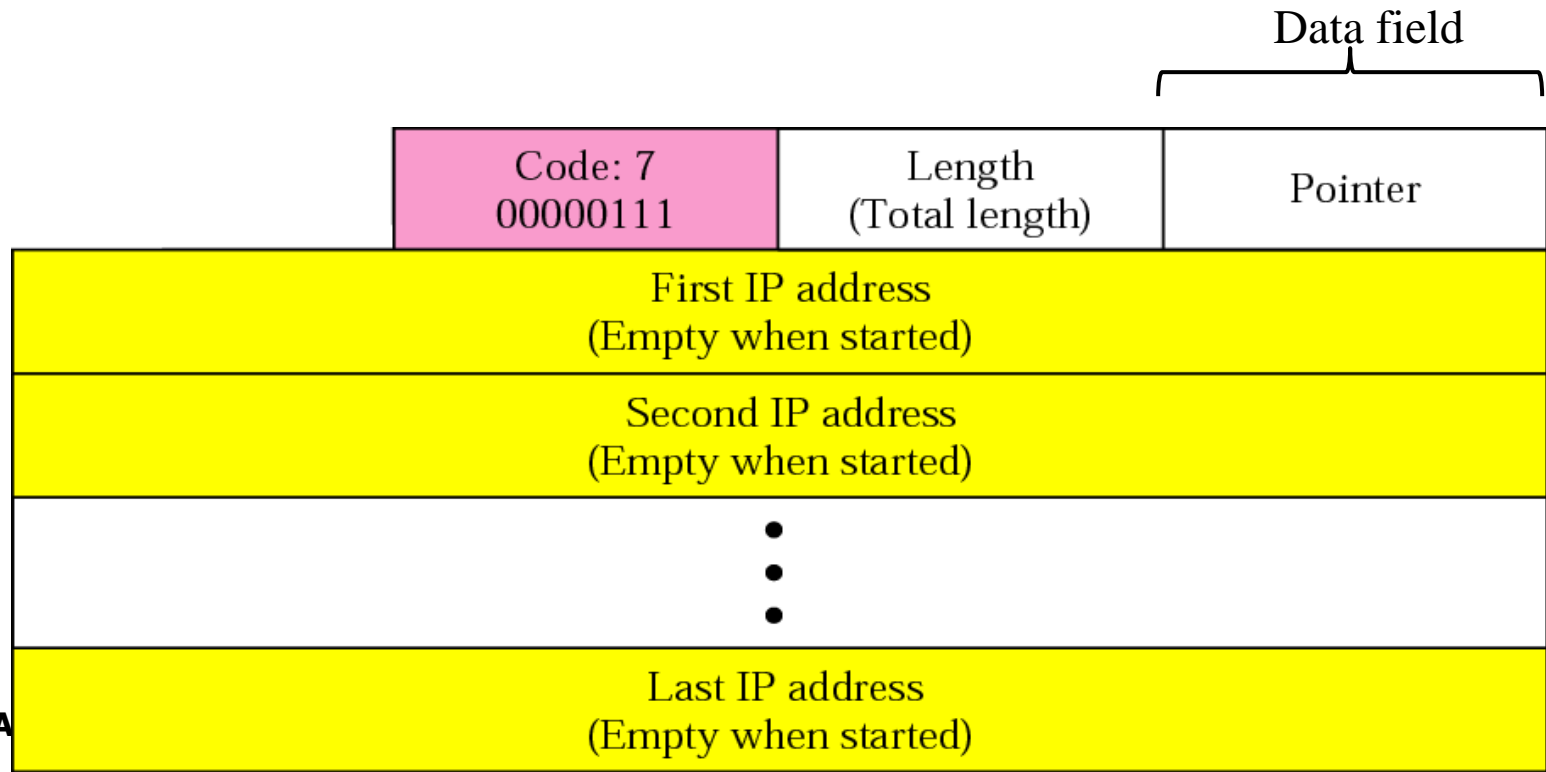 Data field
Code: 7
00000111
Length
(Total length)
Pointer
First IP address
(Empty when started)
Second IP address
(Empty when started)
Last IP address
A
(Empty when started)